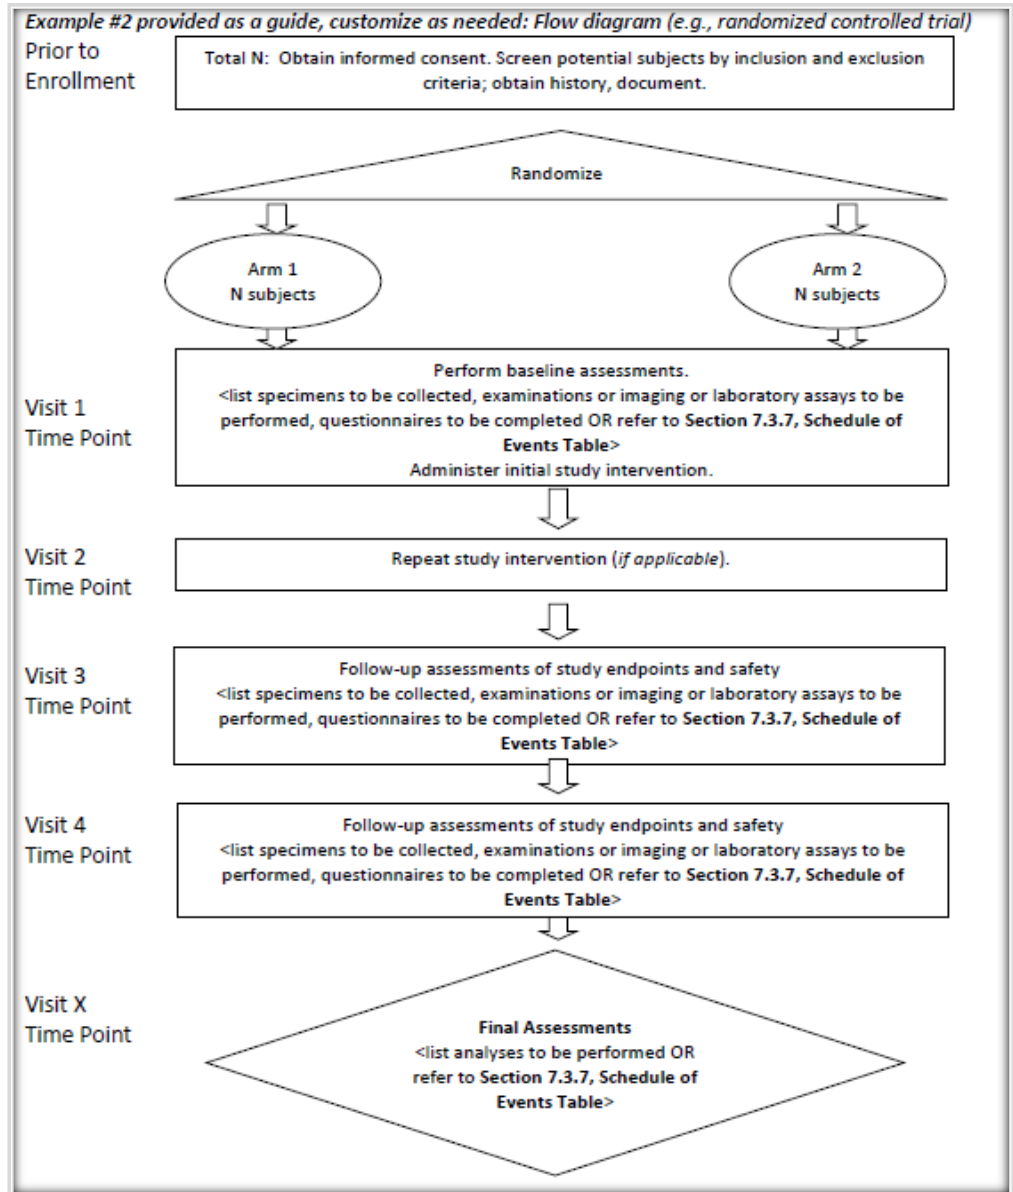 Example #2 provided as a guide, customize as needed: Flow diagram (e.g., randomized controlled trial)
Prior to
Enrollment
Total N:  Obtain informed consent. Screen potential subjects by inclusion and exclusion
criteria; obtain history, document.
Randomize
Arm 1
N subjects
Arm 2
N subjects
Visit 1
Time Point
Perform baseline assessments.
<list specimens to be collected, examinations or imaging or laboratory assays to be
performed, questionnaires to be completed OR refer to Section 7.3.7, Schedule of
Events Table>
Administer initial study intervention.
Visit 2
Time Point
Repeat study intervention (if applicable).
Visit 3
Time Point
Follow-up assessments of study endpoints and safety
<list specimens to be collected, examinations or imaging or laboratory assays to be
performed, questionnaires to be completed OR refer to Section 7.3.7, Schedule of
Events Table>
Visit 4
Time Point
Follow-up assessments of study endpoints and safety
<list specimens to be collected, examinations or imaging or laboratory assays to be
performed, questionnaires to be completed OR refer to Section 7.3.7, Schedule of
Events Table>
Visit X
Time Point
Final Assessments
<list analyses to be performed OR
refer to Section 7.3.7, Schedule of
Events Table>